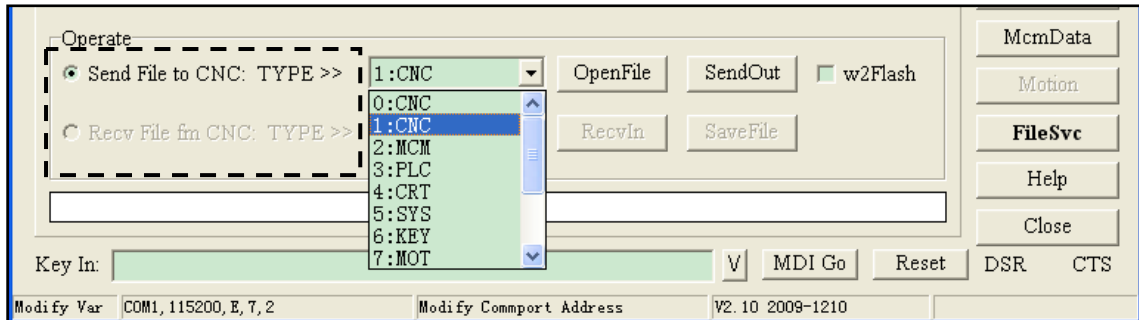 Operate
McmData
Send File to CNC: TYPE >> 1:CNC OpenFile SendOut w2Flash
Motion
0:CNC
1:CNC
Recv File fm CNC: TYPE >> RecvIn SaveFile
FileSvc
2:MCM
3:PLC
Help
4:CRT
5:SYS
Close
6:KEY
7:MOT
Key In: V MDI Go Reset DSR CTS
Modify Var COM1,115200,E,7,2 Modify Commport Address V2.10 2009-1210